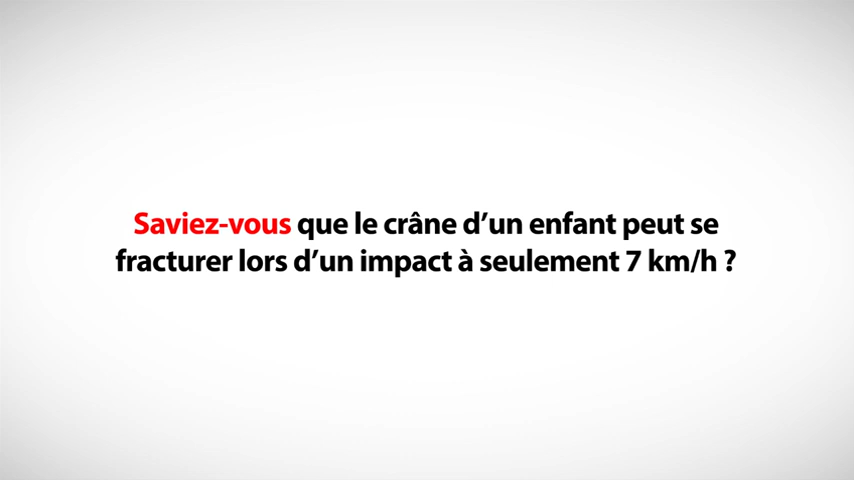 Saviez-vous que le crâne d’un enfant peut se
fracturer lors d’un impact à seulement 7 km/h ?